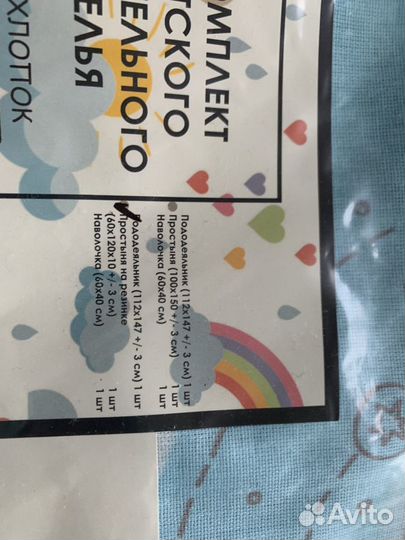 КОМПЛЕКТ
ТСКОГО
ТЕЛЬНОГО
ЕЛЬЯ
ХЛОПОК
Пододеяльник (112х147 +/- 3 см) 1 шт
Простыня (100х150 +/- 3 см) 1 шт
Наволочка (60х40 см) 1 шт
Пододеяльник (112х147 +/- 3 см) 1 шт
Простыня на резинке
(60х120х10 +/- 3 см) 1 шт
Наволочка (60х40 см) 1 шт
Avito